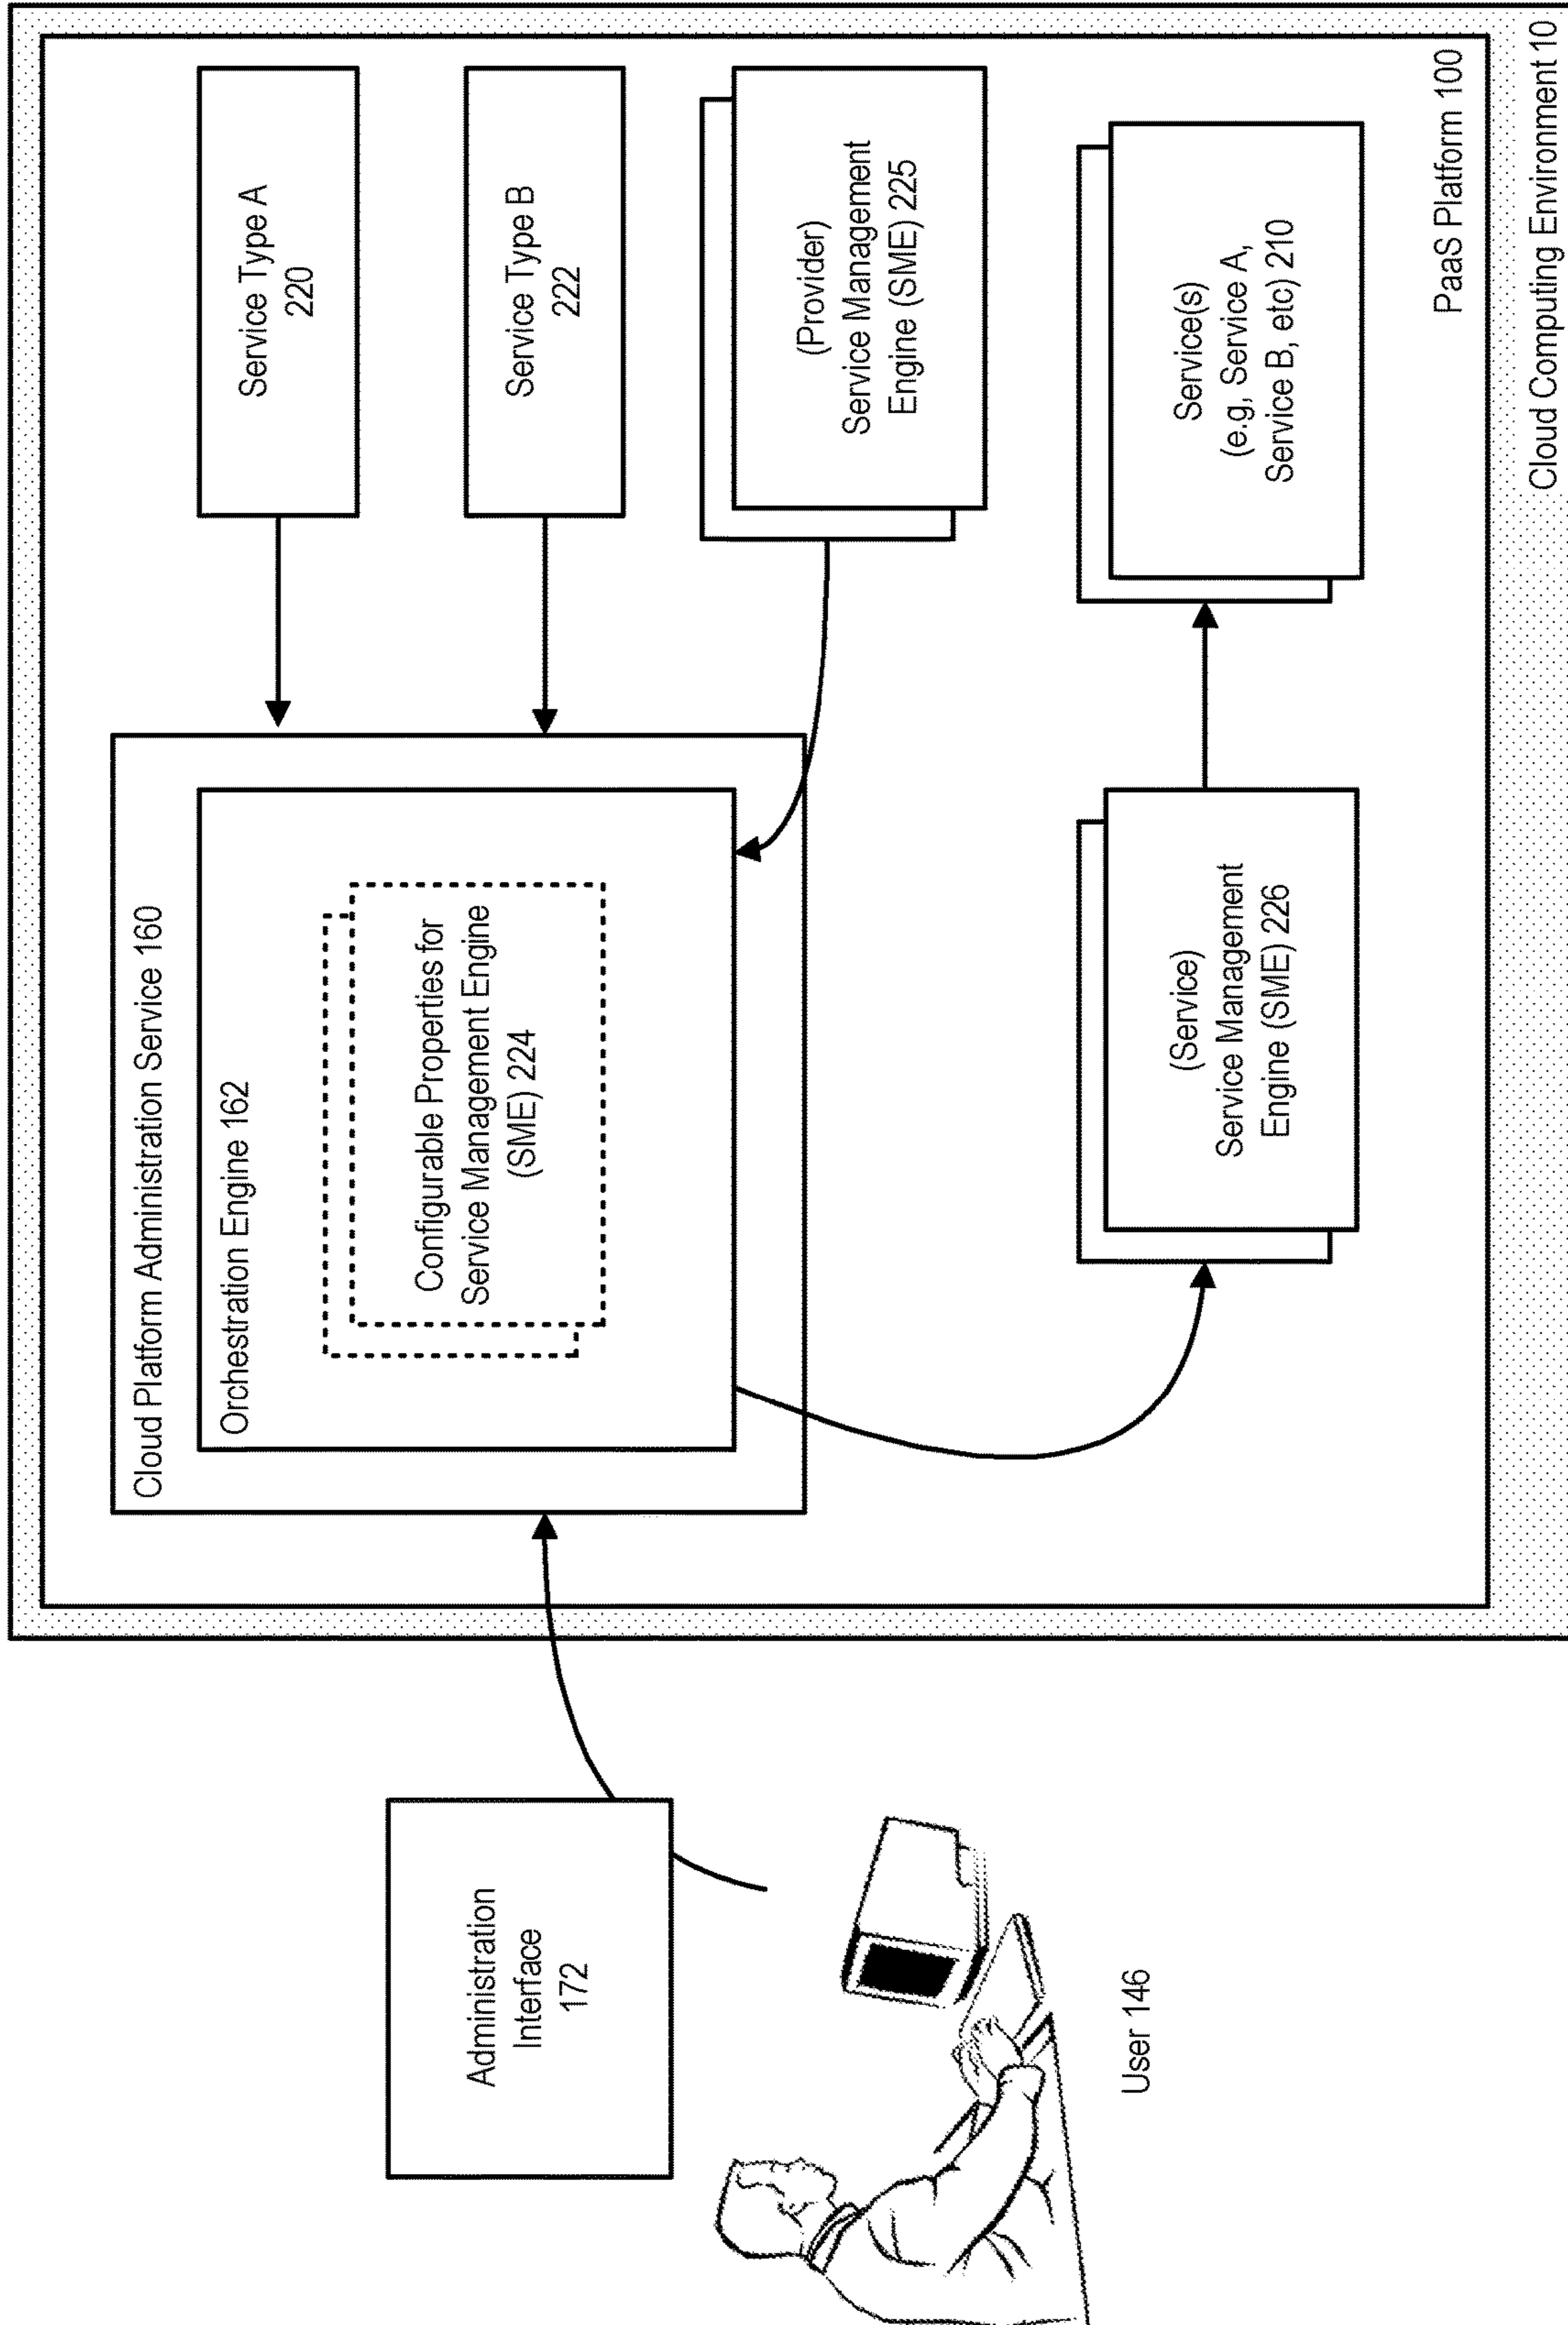 Administration
Interface
172
User 146
Cloud Platform Administration Service 160
Orchestration Engine 162
Configurable Properties for
Service Management Engine
(SME) 224
Service Type A
220
Service Type B
222
(Provider)
Service Management
Engine (SME) 225
(Service)
Service Management
Engine (SME) 226
Service(s)
(e.g, Service A,
Service B, etc) 210
PaaS Platform 100
Cloud Computing Environment 10